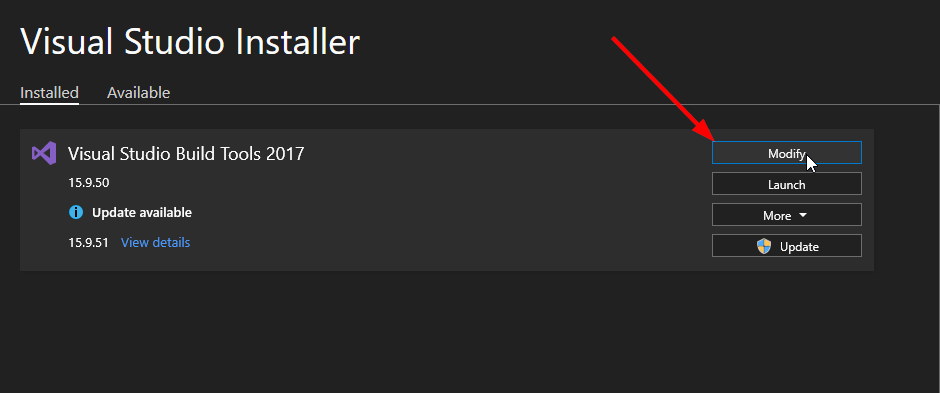 Visual Studio Installer
Installed Available
Visual Studio Build Tools 2017
Modify
15.9.50
Launch
Update available
More
15.9.51 View details
Update